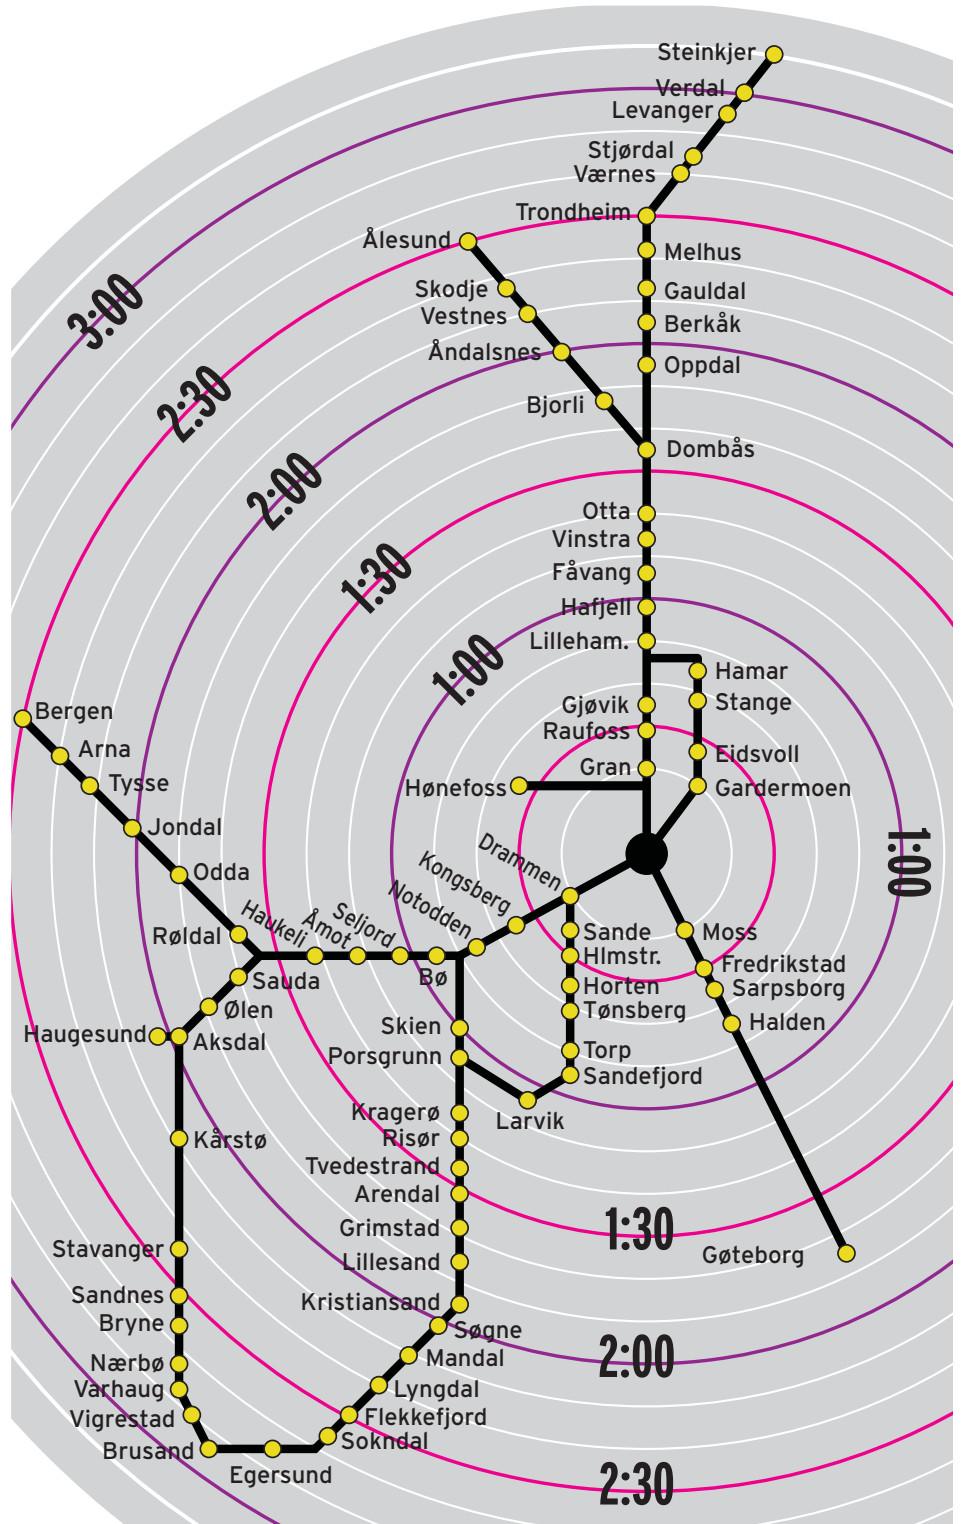 Steinkjer
Verdal
Levanger
Stjørdal
Værnes
Trondheim
Ålesund
Melhus
Skodje
Gauldal
3:00
Vestnes
Berkåk
Åndalsnes
Oppdal
2:30
Bjorli
Dombås
2:00
Otta
Vinstra
1:30
Fåvang
Hafjell
Lilleham.
1:00
Hamar
Stange
Gjøvik
Bergen
Raufoss
Arna
Eidsvoll
Gran
Tysse
Hønefoss
Gardermoen
Jondal
1:00
Drammen
Odda
Kongsberg
Notodden
Seljord
Åmot
Haukeli
Røldal
Moss
Sande
Hlmstr.
Fredrikstad
Bø
Sauda
Horten
Sarpsborg
Ølen
Tønsberg
Halden
Skien
Haugesund
Aksdal
Torp
Porsgrunn
Sandefjord
Larvik
Kragerø
Risør
Kårstø
Tvedestrand
Arendal
Grimstad
1:30
Stavanger
Gøteborg
Lillesand
Sandnes
Kristiansand
Bryne
Søgne
2:00
Mandal
Nærbø
Varhaug
Lyngdal
Vigrestad
Flekkefjord
Sokndal
Brusand
Egersund
2:30